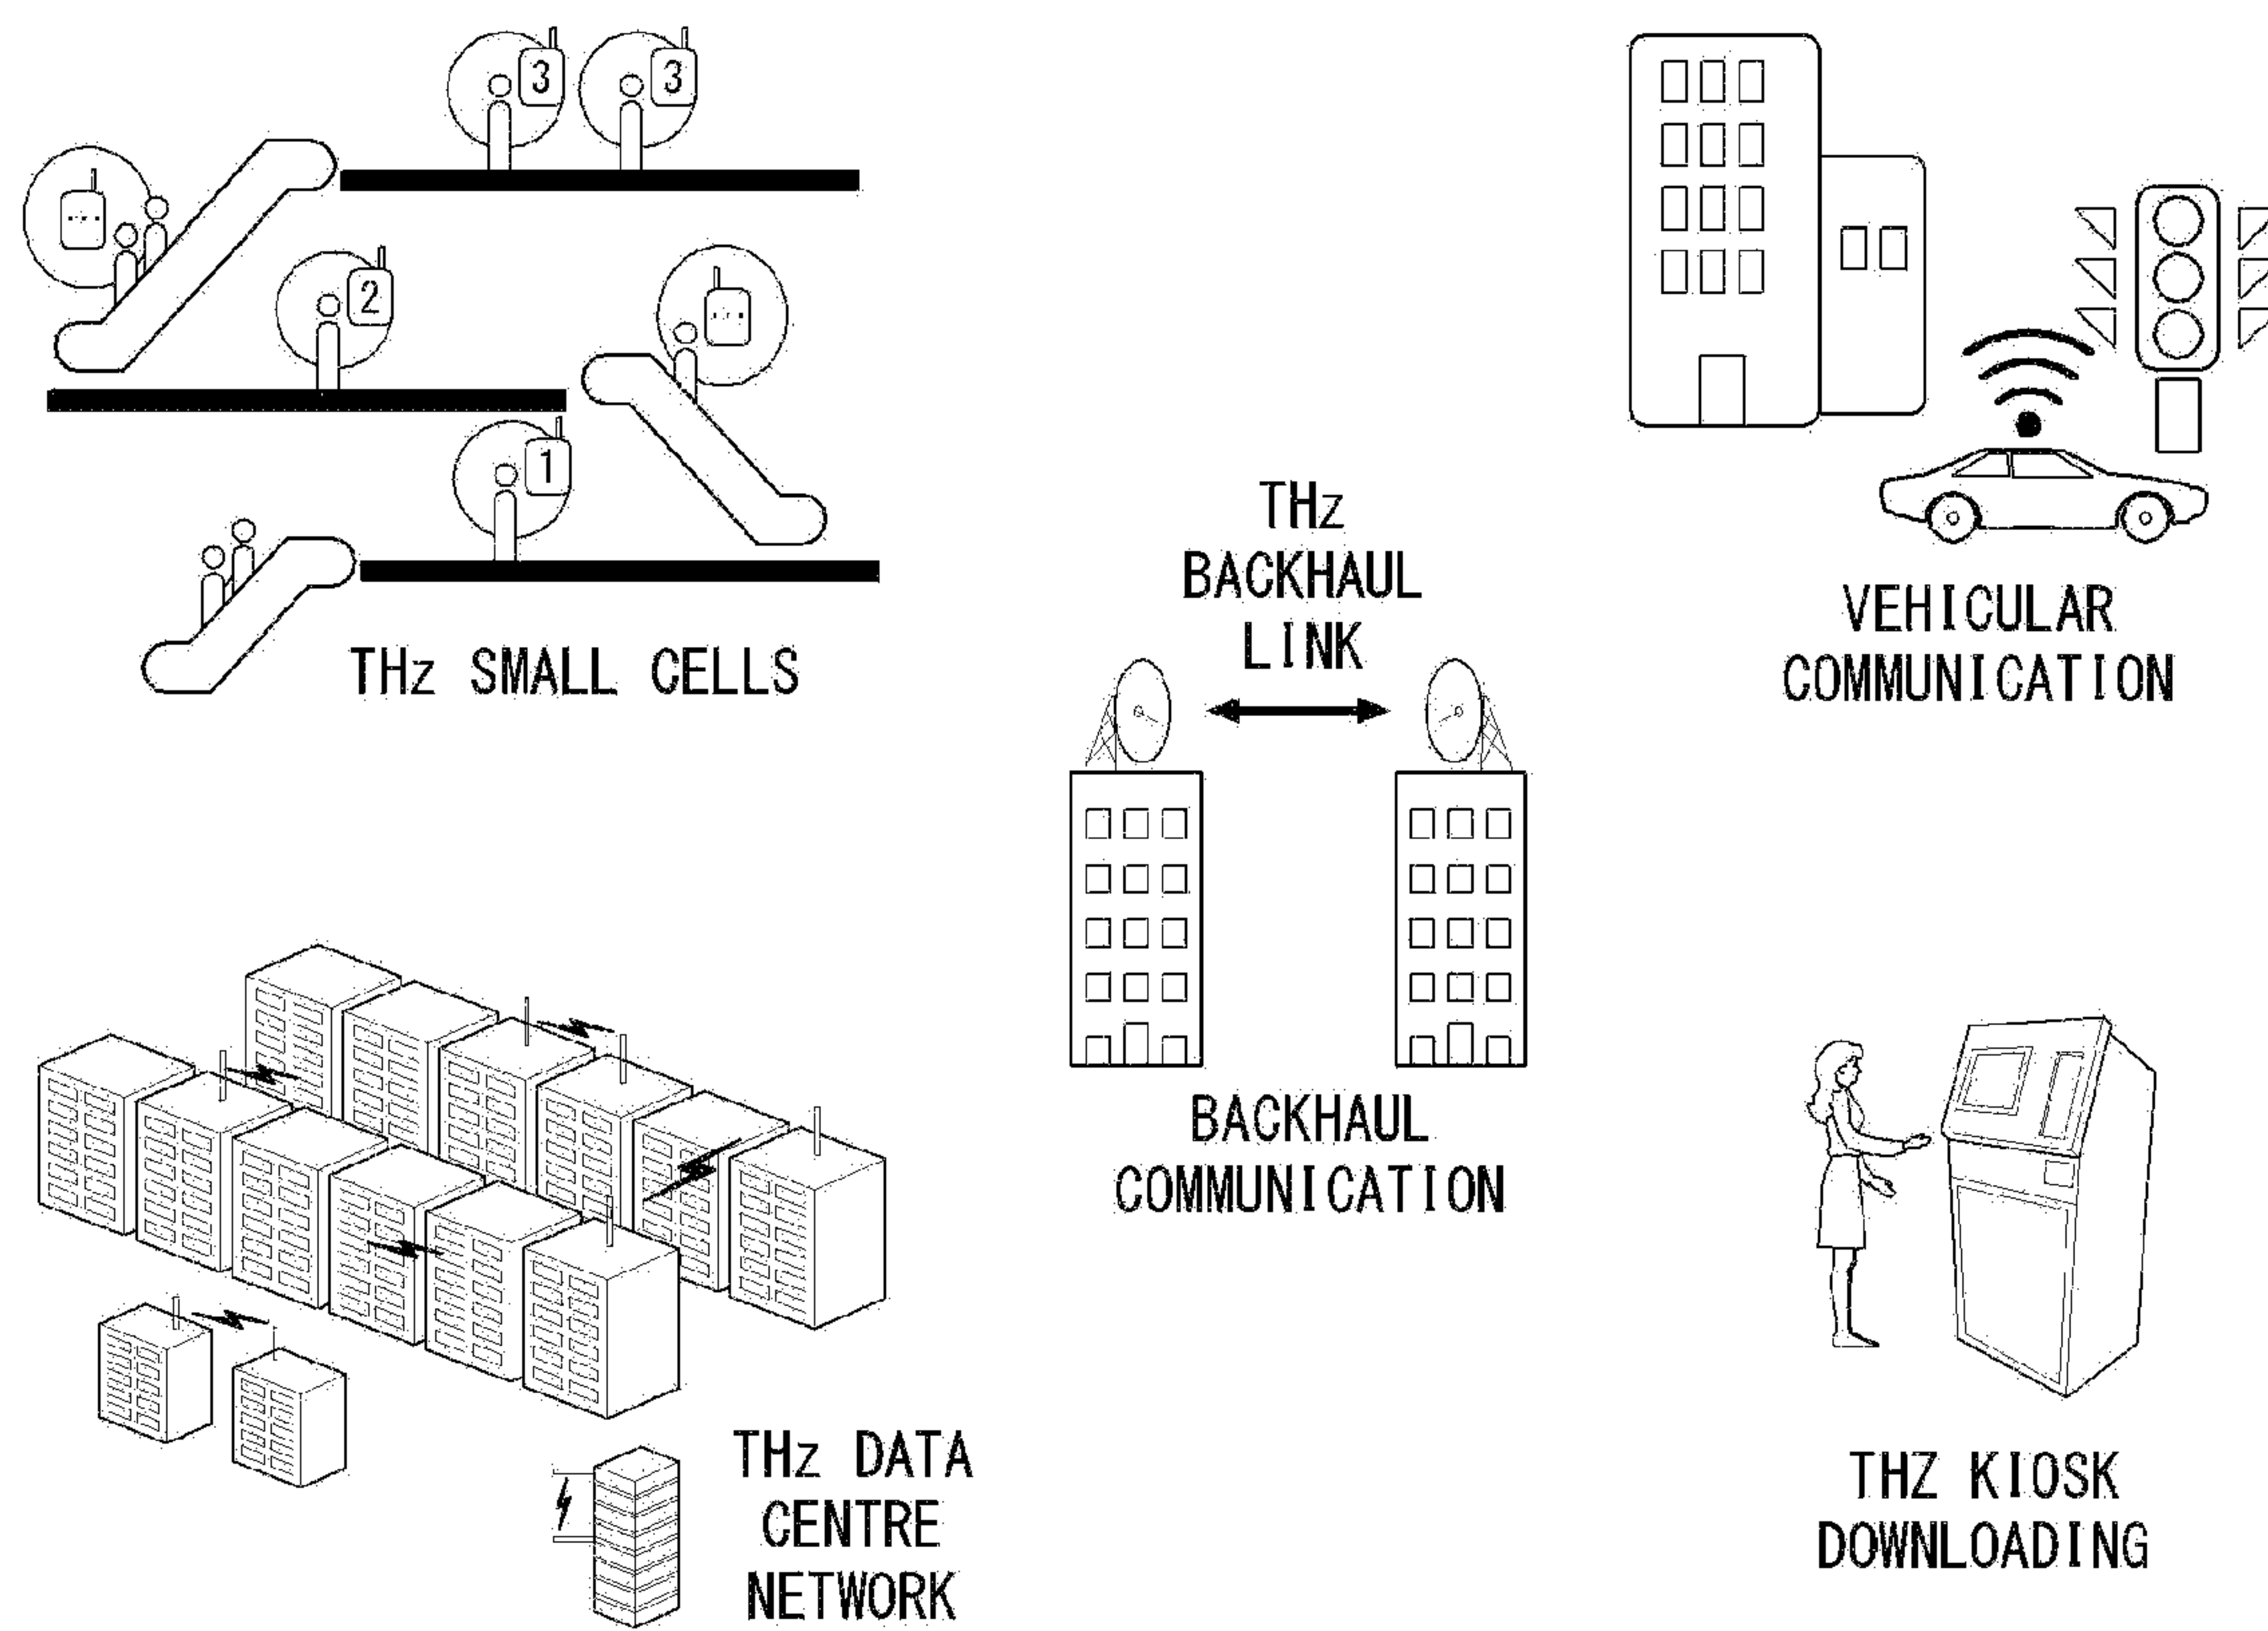 3
3
2
1
THz SMALL CELLS
THz
BACKHAUL
LINK
BACKHAUL
COMMUNICATION
VEHICULAR
COMMUNICATION
THz DATA
CENTRE
NETWORK
THZ KIOSK
DOWNLOADING